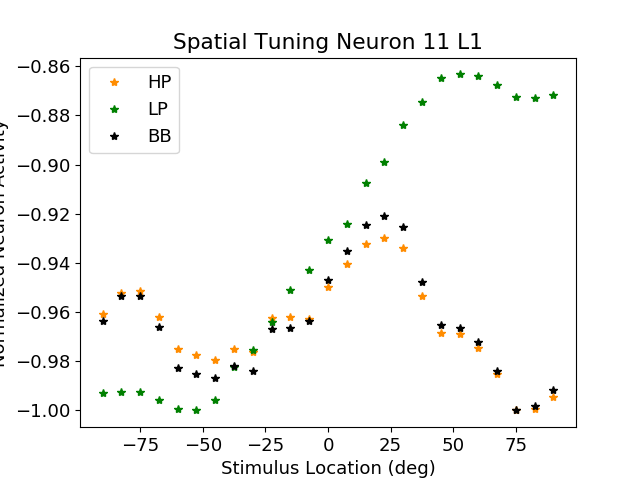 Spatial Tuning Neuron 11 L1
HP
LP
BB
−0.86
−0.88
−0.90
−0.92
−0.94
−0.96
−0.98
−1.00
Neuron Activity
−75
−50
−25
0
25
50
75
Stimulus Location (deg)